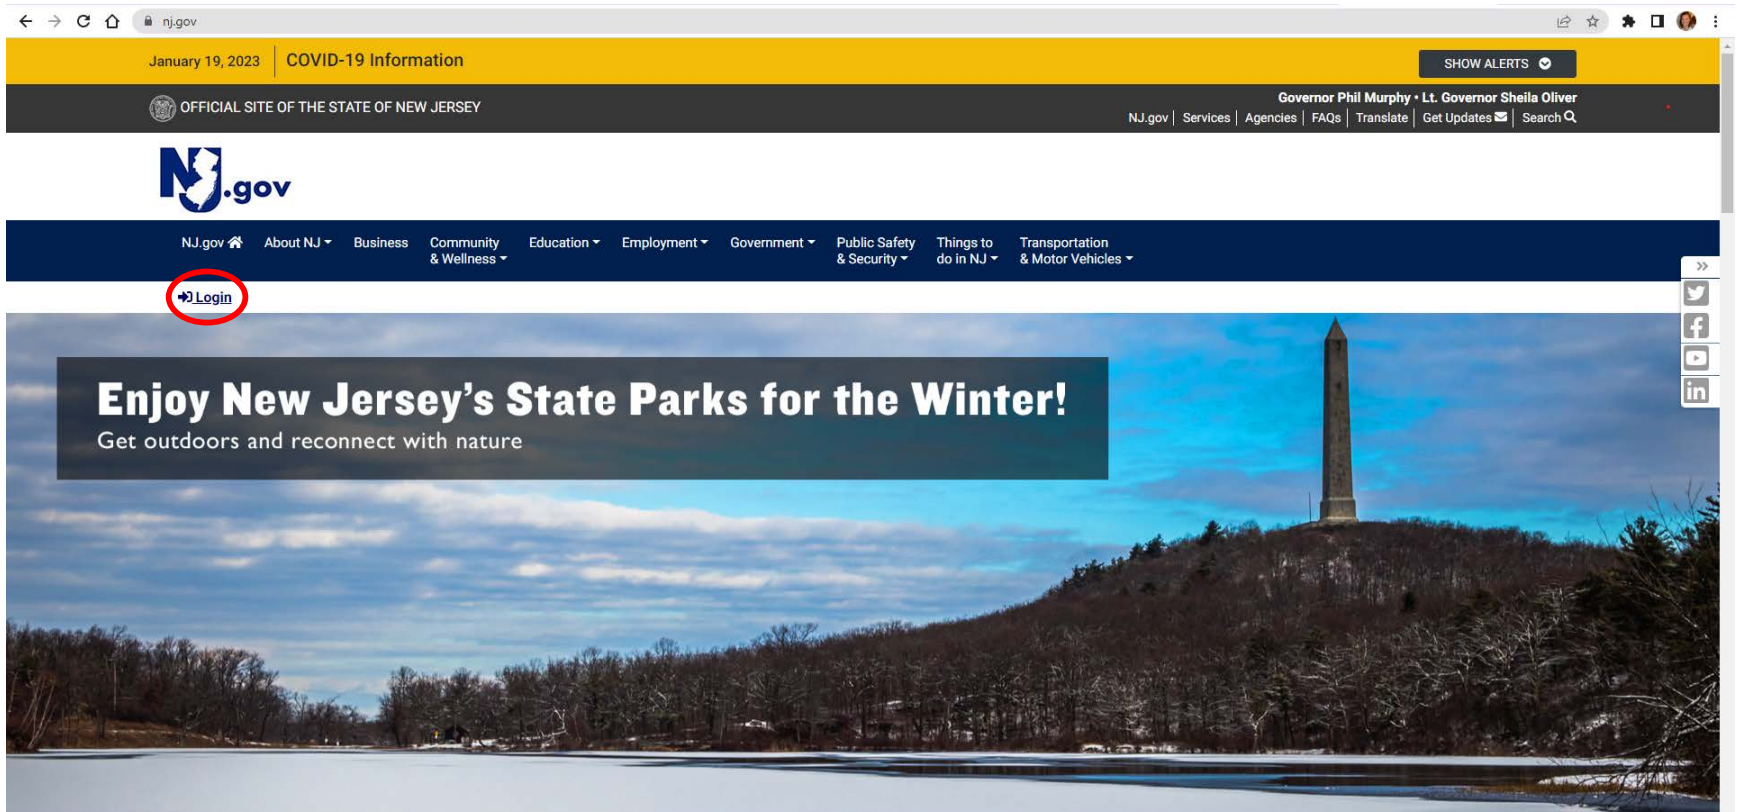 nj.gov
January 19, 2023 COVID-19 Information SHOW ALERTS
OFFICIAL SITE OF THE STATE OF NEW JERSEY
Governor Phil Murphy • Lt. Governor Sheila Oliver
NJ.gov | Services | Agencies | FAQs | Translate | Get Updates | Search
NJ.gov
NJ.gov About NJ Business Community & Wellness Education Employment Government Public Safety & Security Things to do in NJ Transportation & Motor Vehicles
Login
Enjoy New Jersey's State Parks for the Winter!
Get outdoors and reconnect with nature